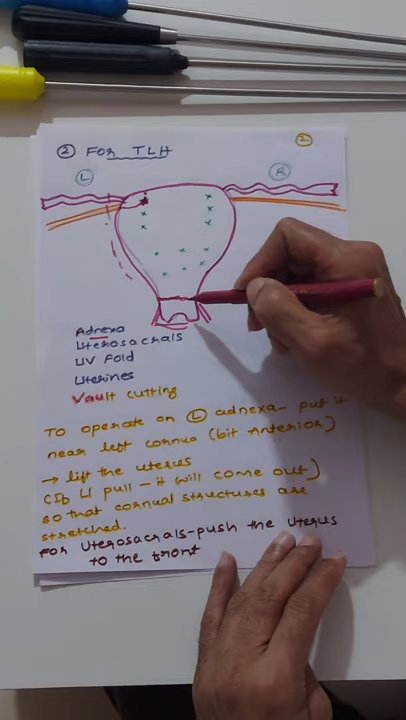 ② FOR TLH
②
L
R
Adnexa
Uterosacrals
UV Fold
Uterines
Vault cutting
To operate on Ⓛ adnexa - put it
near left cornua (bit Anterior)
→ lift the uterus
(Ib U pull - it will come out)
so that cornual structures are
stretched.
For Uterosacrals - push the Uterus
to the front